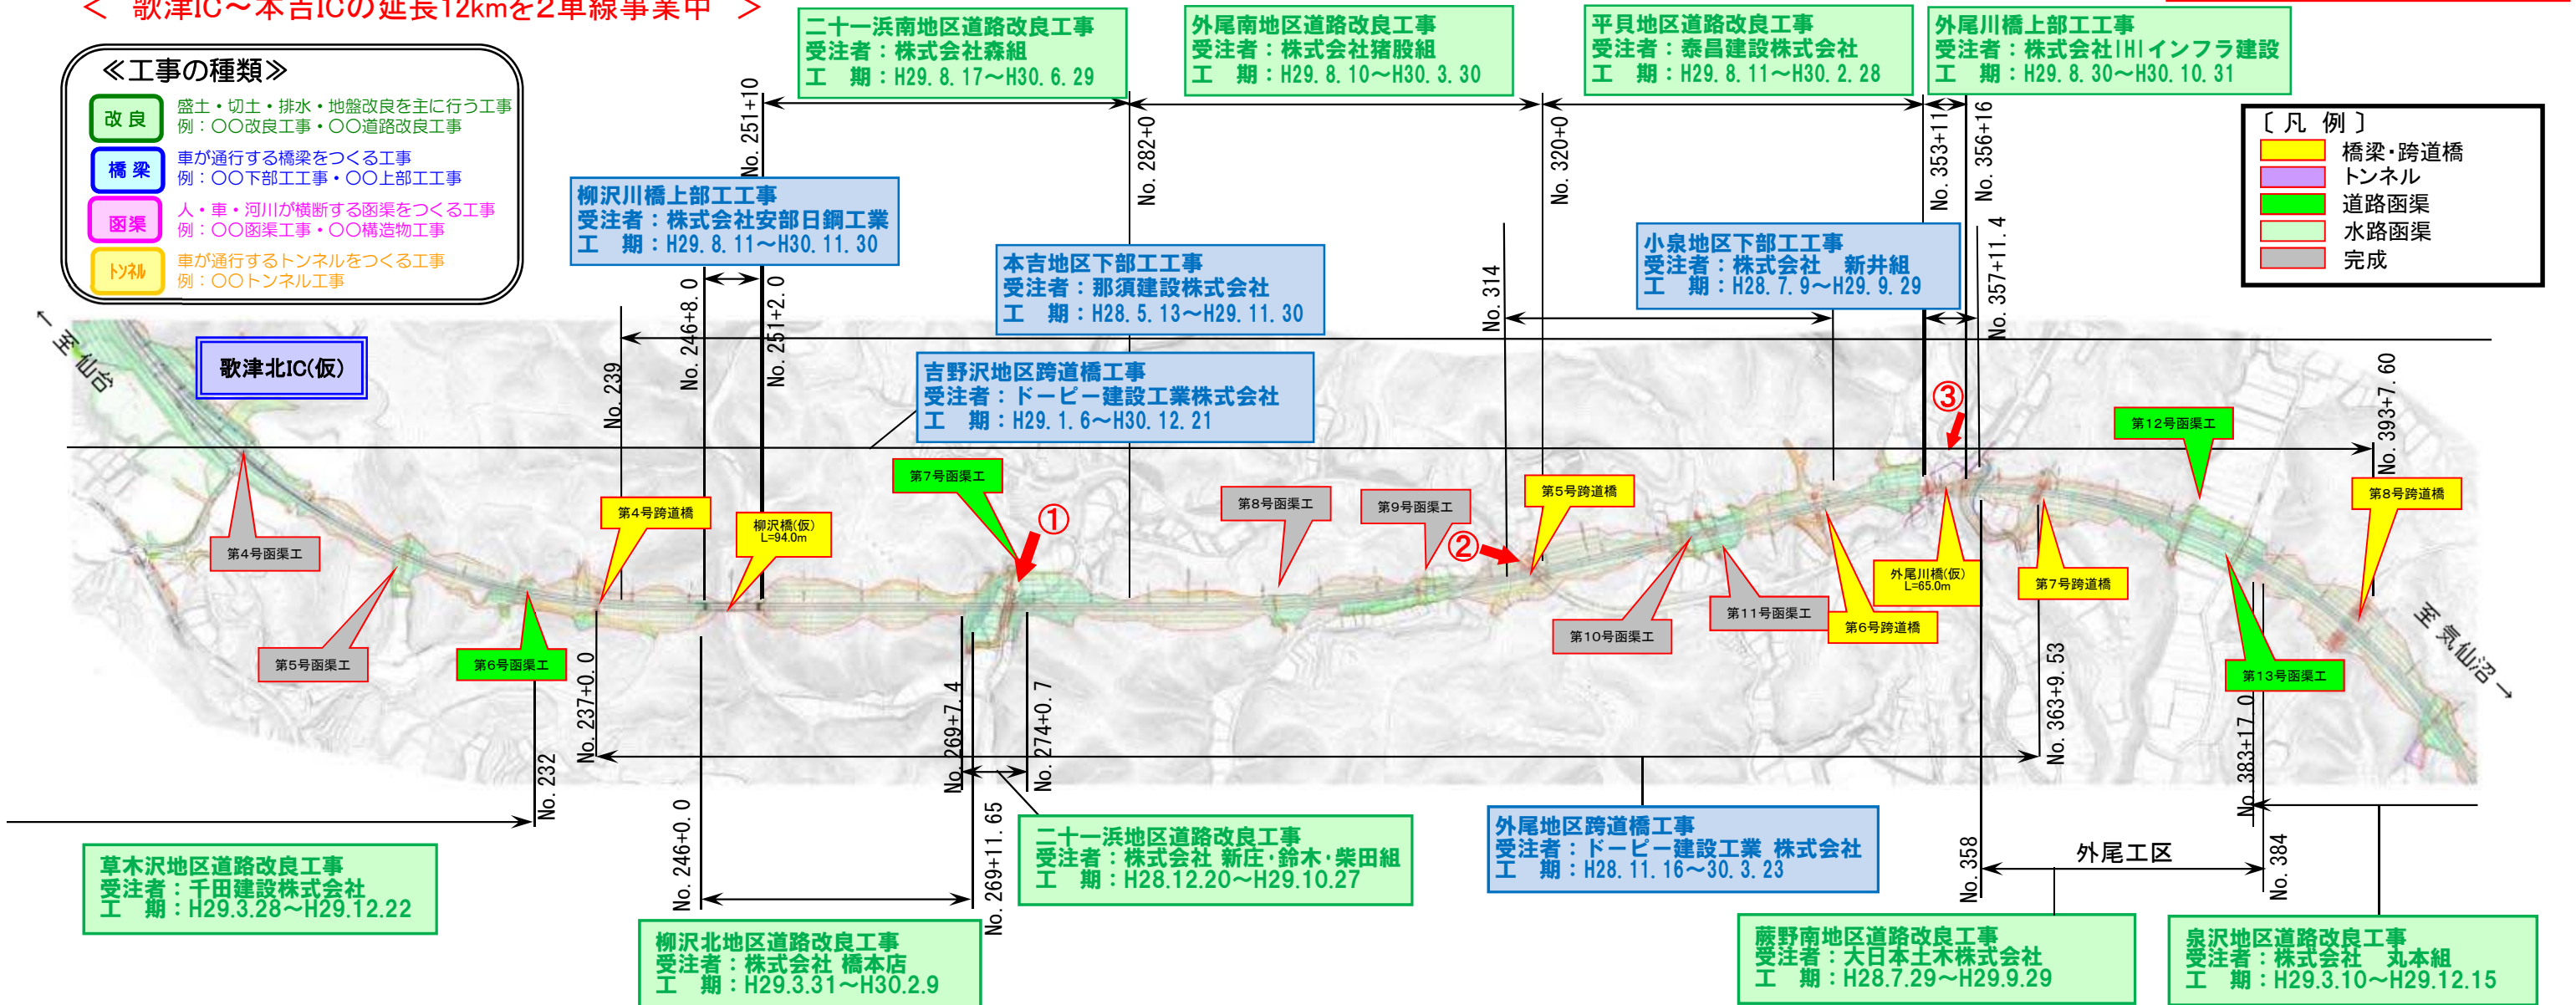 ＜ 歌津IC～本吉ICの延長12kmを2車線事業中 ＞
≪工事の種類≫
改良
盛土・切土・排水・地盤改良を主に行う工事
例：〇〇改良工事・〇〇道路改良工事
橋梁
車が通行する橋梁をつくる工事
例：〇〇下部工工事・〇〇上部工工事
函渠
人・車・河川が横断する函渠をつくる工事
例：〇〇函渠工事・〇〇構造物工事
トンネル
車が通行するトンネルをつくる工事
例：〇〇トンネル工事
二十一浜南地区道路改良工事
受注者：株式会社森組
工　期：H29.8.17～H30.6.29
外尾南地区道路改良工事
受注者：株式会社猪股組
工　期：H29.8.10～H30.3.30
平貝地区道路改良工事
受注者：泰昌建設株式会社
工　期：H29.8.11～H30.2.28
外尾川橋上部工工事
受注者：株式会社IHIインフラ建設
工　期：H29.8.30～H30.10.31
〔 凡 例 〕
橋梁・跨道橋
トンネル
道路函渠
水路函渠
完成
No.251+10
No.282+0
No.320+0
No.353+11
No.356+16
柳沢川橋上部工工事
受注者：株式会社安部日鋼工業
工　期：H29.8.11～H30.11.30
本吉地区下部工工事
受注者：那須建設株式会社
工　期：H28.5.13～H29.11.30
小泉地区下部工工事
受注者：株式会社　新井組
工　期：H28.7.9～H29.9.29
吉野沢地区跨道橋工事
受注者：ドーピー建設工業株式会社
工　期：H29.1.6～H30.12.21
No.239
No.246+8.0
No.251+2.0
No.314
No.357+11.4
No.393+7.60
←至 仙台
歌津北IC(仮)
③
第12号函渠工
第7号函渠工
第8号函渠工
第9号函渠工
第5号跨道橋
第8号跨道橋
第4号跨道橋
柳沢橋(仮)
L=94.0m
①
②
第4号函渠工
第5号函渠工
第6号函渠工
第10号函渠工
第11号函渠工
第6号跨道橋
外尾川橋(仮)
L=65.0m
第7号跨道橋
第13号函渠工
至 気仙沼→
No.232
No.237+0.0
No.246+0.0
No.269+7.4
No.269+11.65
No.274+0.7
No.358
No.363+9.53
No.383+17.0
No.384
外尾工区
草木沢地区道路改良工事
受注者：千田建設株式会社
工　期：H29.3.28～H29.12.22
柳沢北地区道路改良工事
受注者：株式会社 橋本店
工　期：H29.3.31～H30.2.9
二十一浜地区道路改良工事
受注者：株式会社 新庄・鈴木・柴田組
工　期：H28.12.20～H29.10.27
外尾地区跨道橋工事
受注者：ドーピー建設工業 株式会社
工　期：H28.11.16～30.3.23
蕨野南地区道路改良工事
受注者：大日本土木株式会社
工　期：H28.7.29～H29.9.29
泉沢地区道路改良工事
受注者：株式会社　丸本組
工　期：H29.3.10～H29.12.15